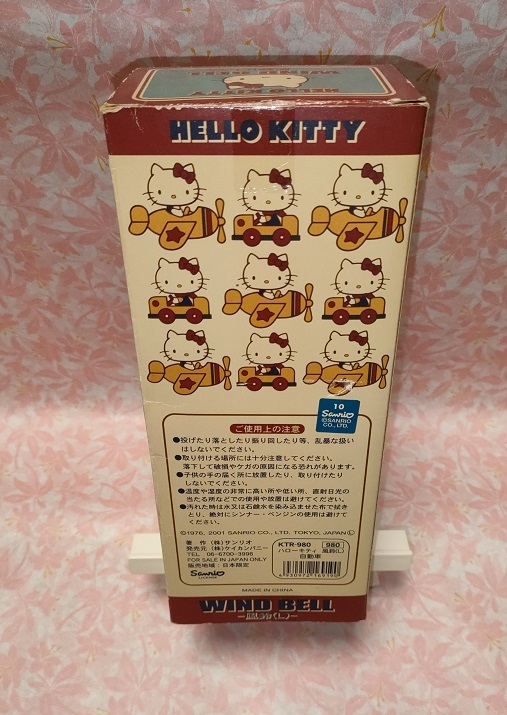 HELLO KITTY
WIND BELL
HELLO KITTY
10
Sanrio
©SANRIO
CO.,LTD.
ご使用上の注意
●投げたり落としたり振り回したり等、乱暴な扱い
はしないでください。
●取り付ける場所には十分注意してください。
落下して破損やケガの原因になる恐れがあります。
●子供の手の届く所に放置したり、取り付けたり
しないでください。
●温度や湿度の非常に高い所や低い所、直射日光の
当たる所などでの使用や放置は避けてください。
●汚れた時は水又は石鹸水を染み込ませた布で拭き
とり、絶対にシンナー・ベンジンの使用は避けて
ください。
©1976, 2001 SANRIO CO., LTD. TOKYO, JAPAN Ⓛ
著 作 (株)サンリオ
発売元 (株)ケイカンパニー
TEL 06-6700-3996
FOR SALE IN JAPAN ONLY
販売地域:日本限定
Sanrio
LICENSE
KTR-980 980
ハローキティ 風鈴(L)
自動車
MADE IN CHINA
WIND BELL
-風鈴(L)-